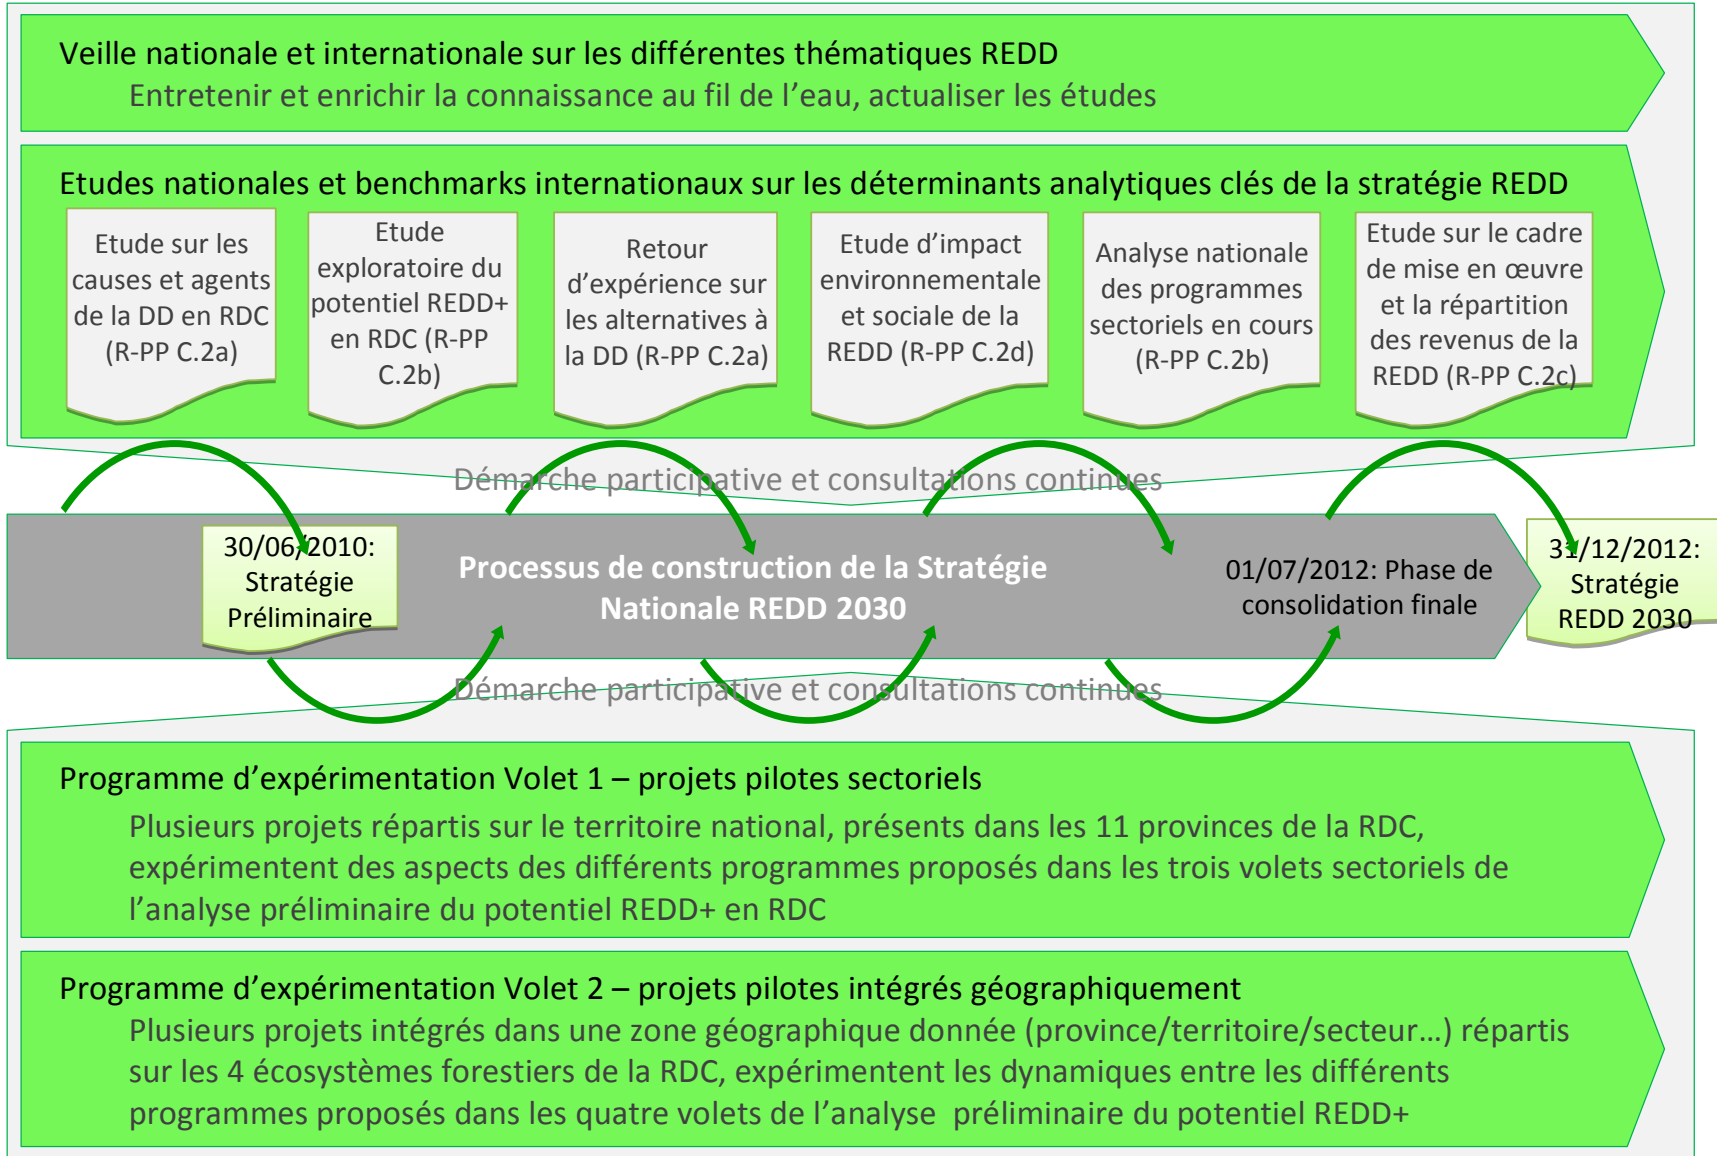 Veille nationale et internationale sur les différentes thématiques REDD
Entretenir et enrichir la connaissance au fil de l’eau, actualiser les études
Etudes nationales et benchmarks internationaux sur les déterminants analytiques clés de la stratégie REDD
Etude sur les
causes et agents
de la DD en RDC
(R-PP C.2a)
Etude
exploratoire du
potentiel REDD+
en RDC (R-PP
C.2b)
Retour
d’expérience sur
les alternatives à
la DD (R-PP C.2a)
Etude d’impact
environnementale
et sociale de la
REDD (R-PP C.2d)
Analyse nationale
des programmes
sectoriels en cours
(R-PP C.2b)
Etude sur le cadre
de mise en œuvre
et la répartition
des revenus de la
REDD (R-PP C.2c)
Démarche participative et consultations continues
30/06/2010:
Stratégie
Préliminaire
Processus de construction de la Stratégie
Nationale REDD 2030
01/07/2012: Phase de
consolidation finale
31/12/2012:
Stratégie
REDD 2030
Démarche participative et consultations continues
Programme d’expérimentation Volet 1 – projets pilotes sectoriels
Plusieurs projets répartis sur le territoire national, présents dans les 11 provinces de la RDC,
expérimentent des aspects des différents programmes proposés dans les trois volets sectoriels de
l’analyse préliminaire du potentiel REDD+ en RDC
Programme d’expérimentation Volet 2 – projets pilotes intégrés géographiquement
Plusieurs projets intégrés dans une zone géographique donnée (province/territoire/secteur…) répartis
sur les 4 écosystèmes forestiers de la RDC, expérimentent les dynamiques entre les différents
programmes proposés dans les quatre volets de l’analyse préliminaire du potentiel REDD+